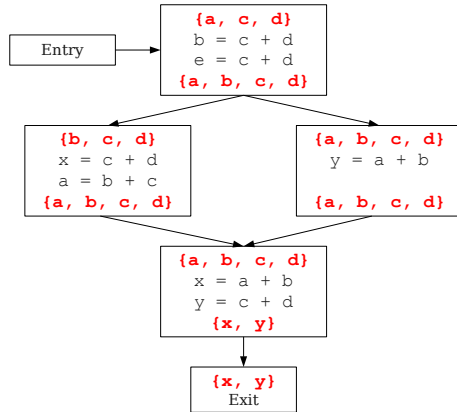 Entry
{a, c, d}
b = c + d
e = c + d
{a, b, c, d}
{b, c, d}
x = c + d
a = b + c
{a, b, c, d}
{a, b, c, d}
y = a + b
{a, b, c, d}
{a, b, c, d}
x = a + b
y = c + d
{x, y}
{x, y}
Exit